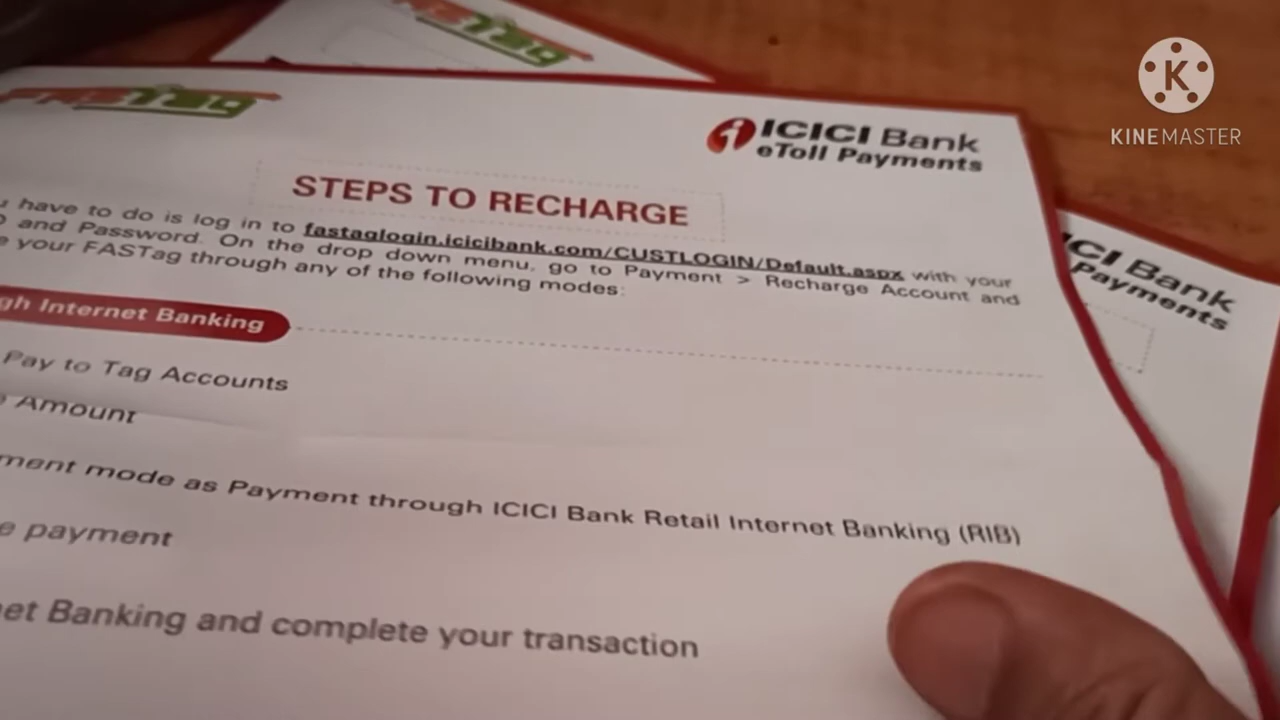 KINEMASTER
ICICI Bank
eToll Payments
STEPS TO RECHARGE
have to do is log in to fastaglogin.icicibank.com/CUSTLOGIN/Default.aspx with your
and Password. On the drop down menu, go to Payment > Recharge Account and
your FASTag through any of the following modes:
Internet Banking
Pay to Tag Accounts
Amount
mode as Payment through ICICI Bank Retail Internet Banking (RIB)
payment
Banking and complete your transaction
Bank
Payments